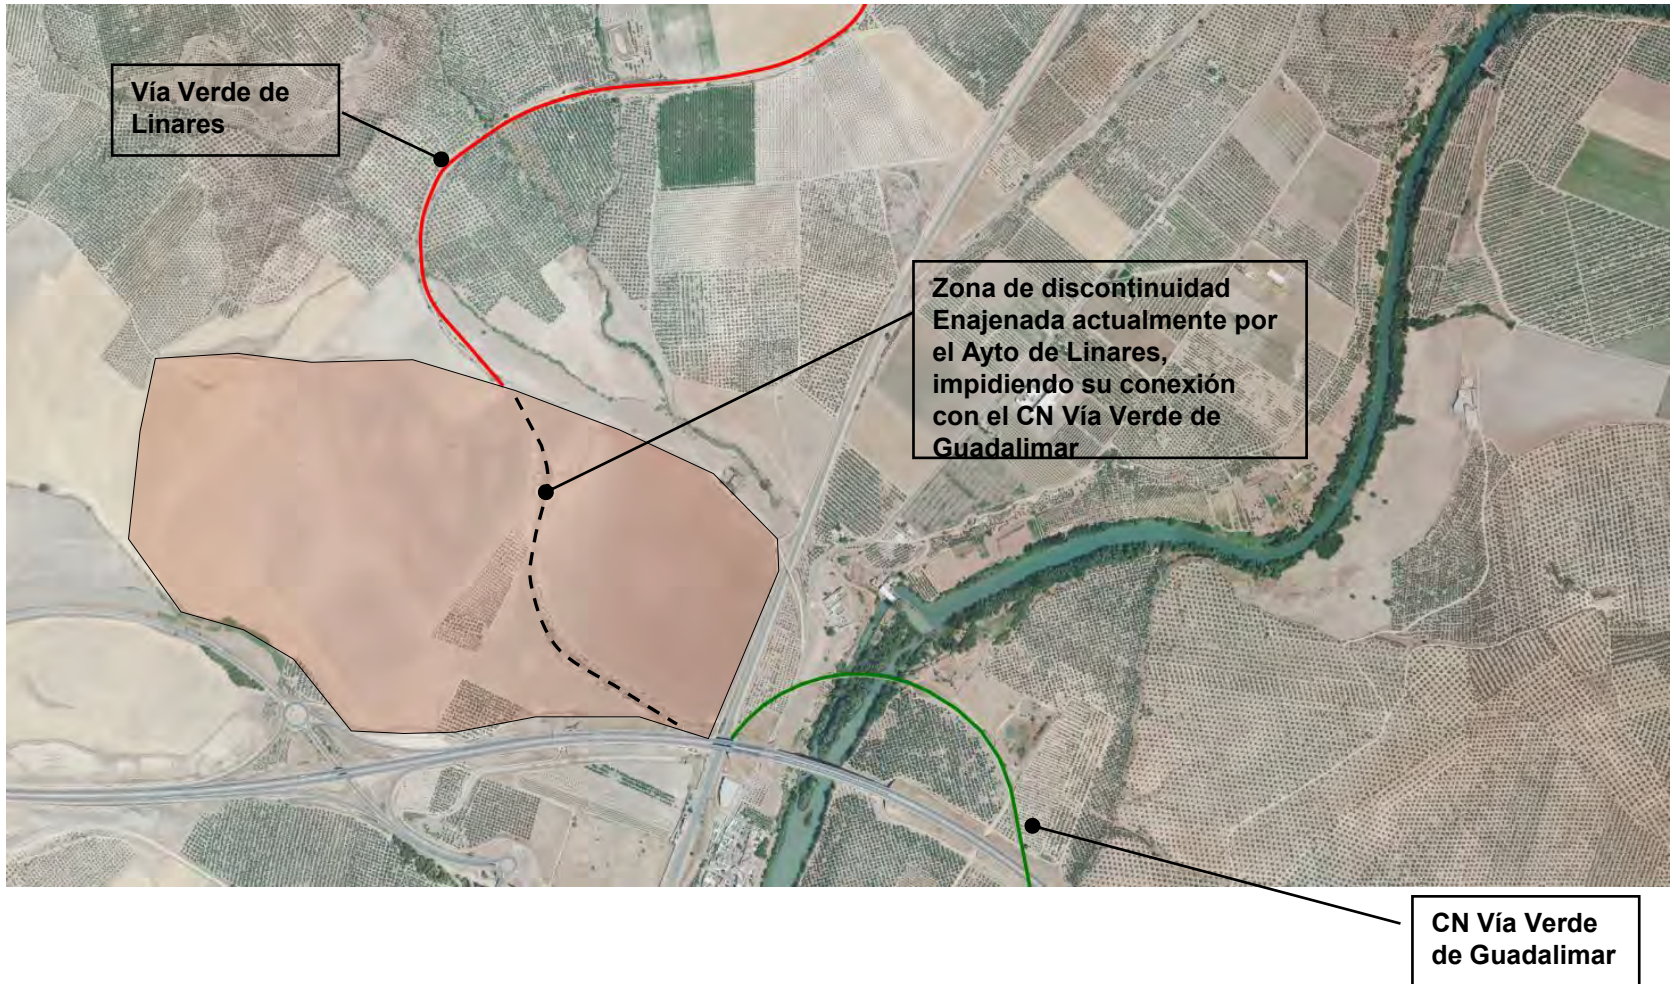 Vía Verde de
Linares
Zona de discontinuidad
Enajenada actualmente por
el Ayto de Linares,
impidiendo su conexión
con el CN Vía Verde de
Guadalimar
CN Vía Verde
de Guadalimar